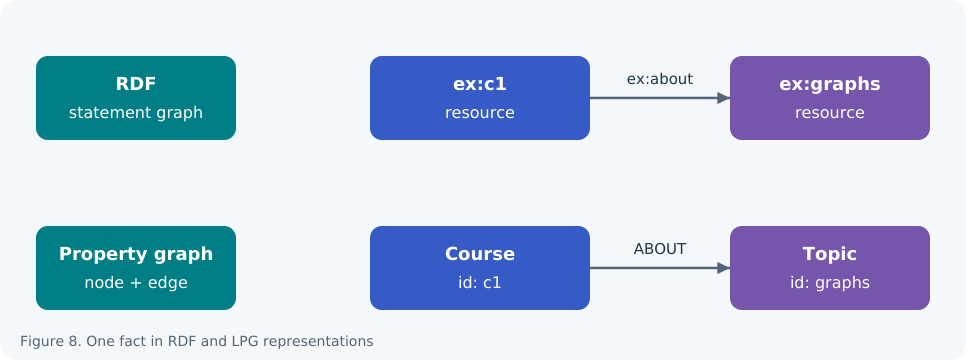 RDF
statement graph
ex:c1
resource
ex:about
ex:graphs
resource
Property graph
node + edge
Course
id: c1
ABOUT
Topic
id: graphs
Figure 8. One fact in RDF and LPG representations